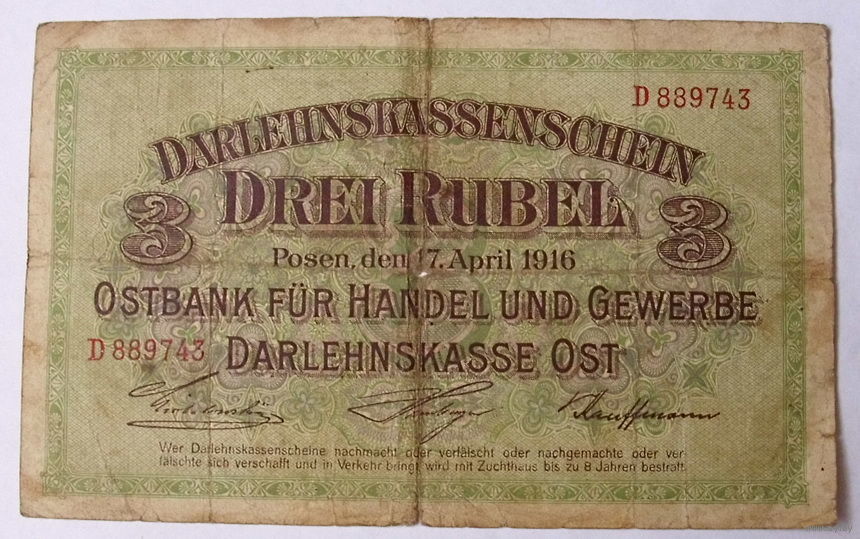 D 889743
DARLEHNSKASSENSCHEIN
3 DREI RUBEL 3
Posen, den 17. April 1916
OSTBANK FÜR HANDEL UND GEWERBE
D 889743 DARLEHNSKASSE OST
Kauffmann
Wer Darlehnskassenscheine nachmacht oder verfälscht oder nachgemachte oder ver-
fälschte sich verschafft und in Verkehr bringt, wird mit Zuchthaus bis zu 8 Jahren bestraft.